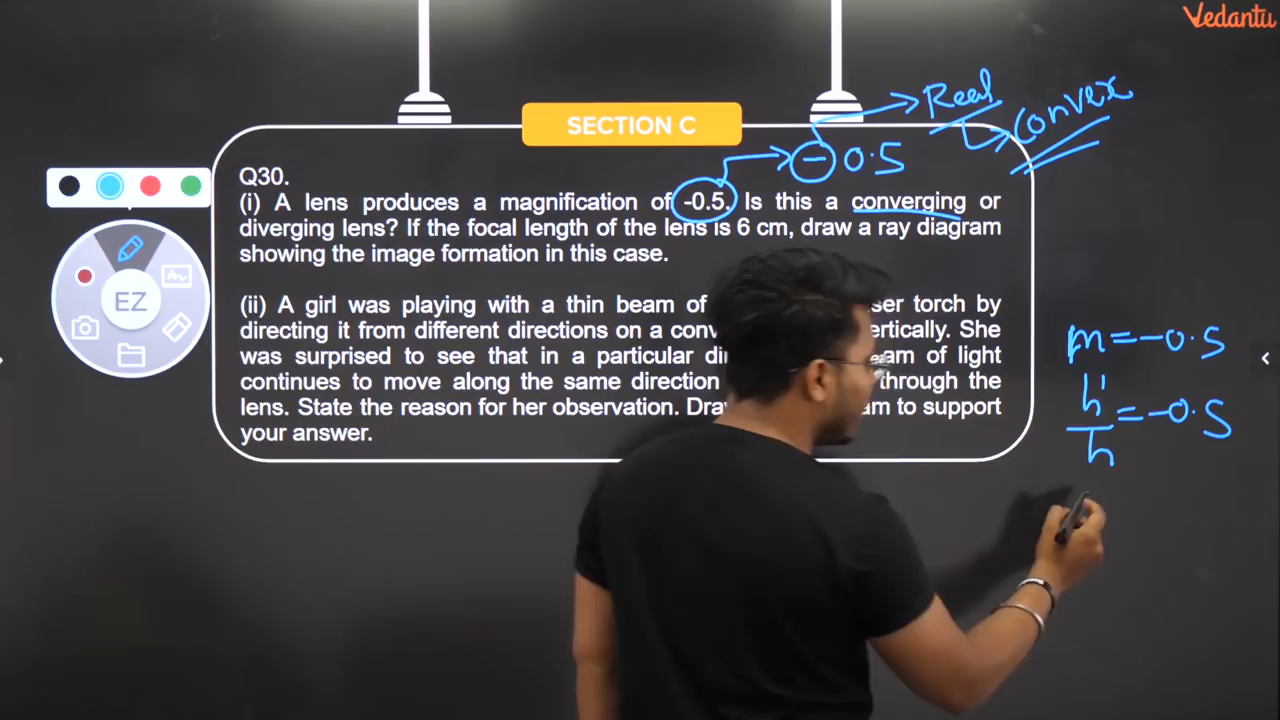 Vedantu
SECTION C
Real
Convex
- 0.5
Q30.
(i) A lens produces a magnification of -0.5. Is this a converging or
diverging lens? If the focal length of the lens is 6 cm, draw a ray diagram
showing the image formation in this case.
(ii) A girl was playing with a thin beam of ser torch by
directing it from different directions on a conv ertically. She
was surprised to see that in a particular di am of light
continues to move along the same direction through the
lens. State the reason for her observation. Dra am to support
your answer.
EZ
m = -0.5
h'/h = -0.5